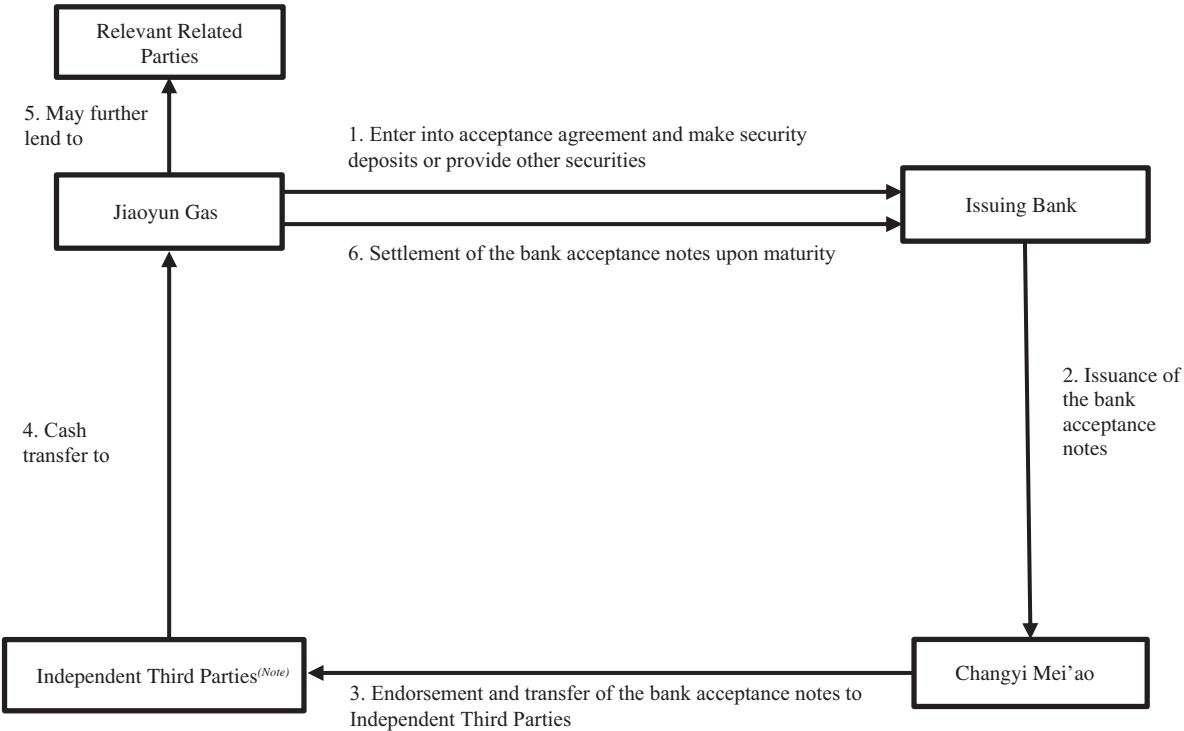 Relevant Related
Parties
5. May further
lend to
1. Enter into acceptance agreement and make security
deposits or provide other securities
Jiaoyun Gas
Issuing Bank
6. Settlement of the bank acceptance notes upon maturity
2. Issuance of
the bank
acceptance
notes
4. Cash
transfer to
Independent Third Parties(Note)
Changyi Mei’ao
3. Endorsement and transfer of the bank acceptance notes to
Independent Third Parties